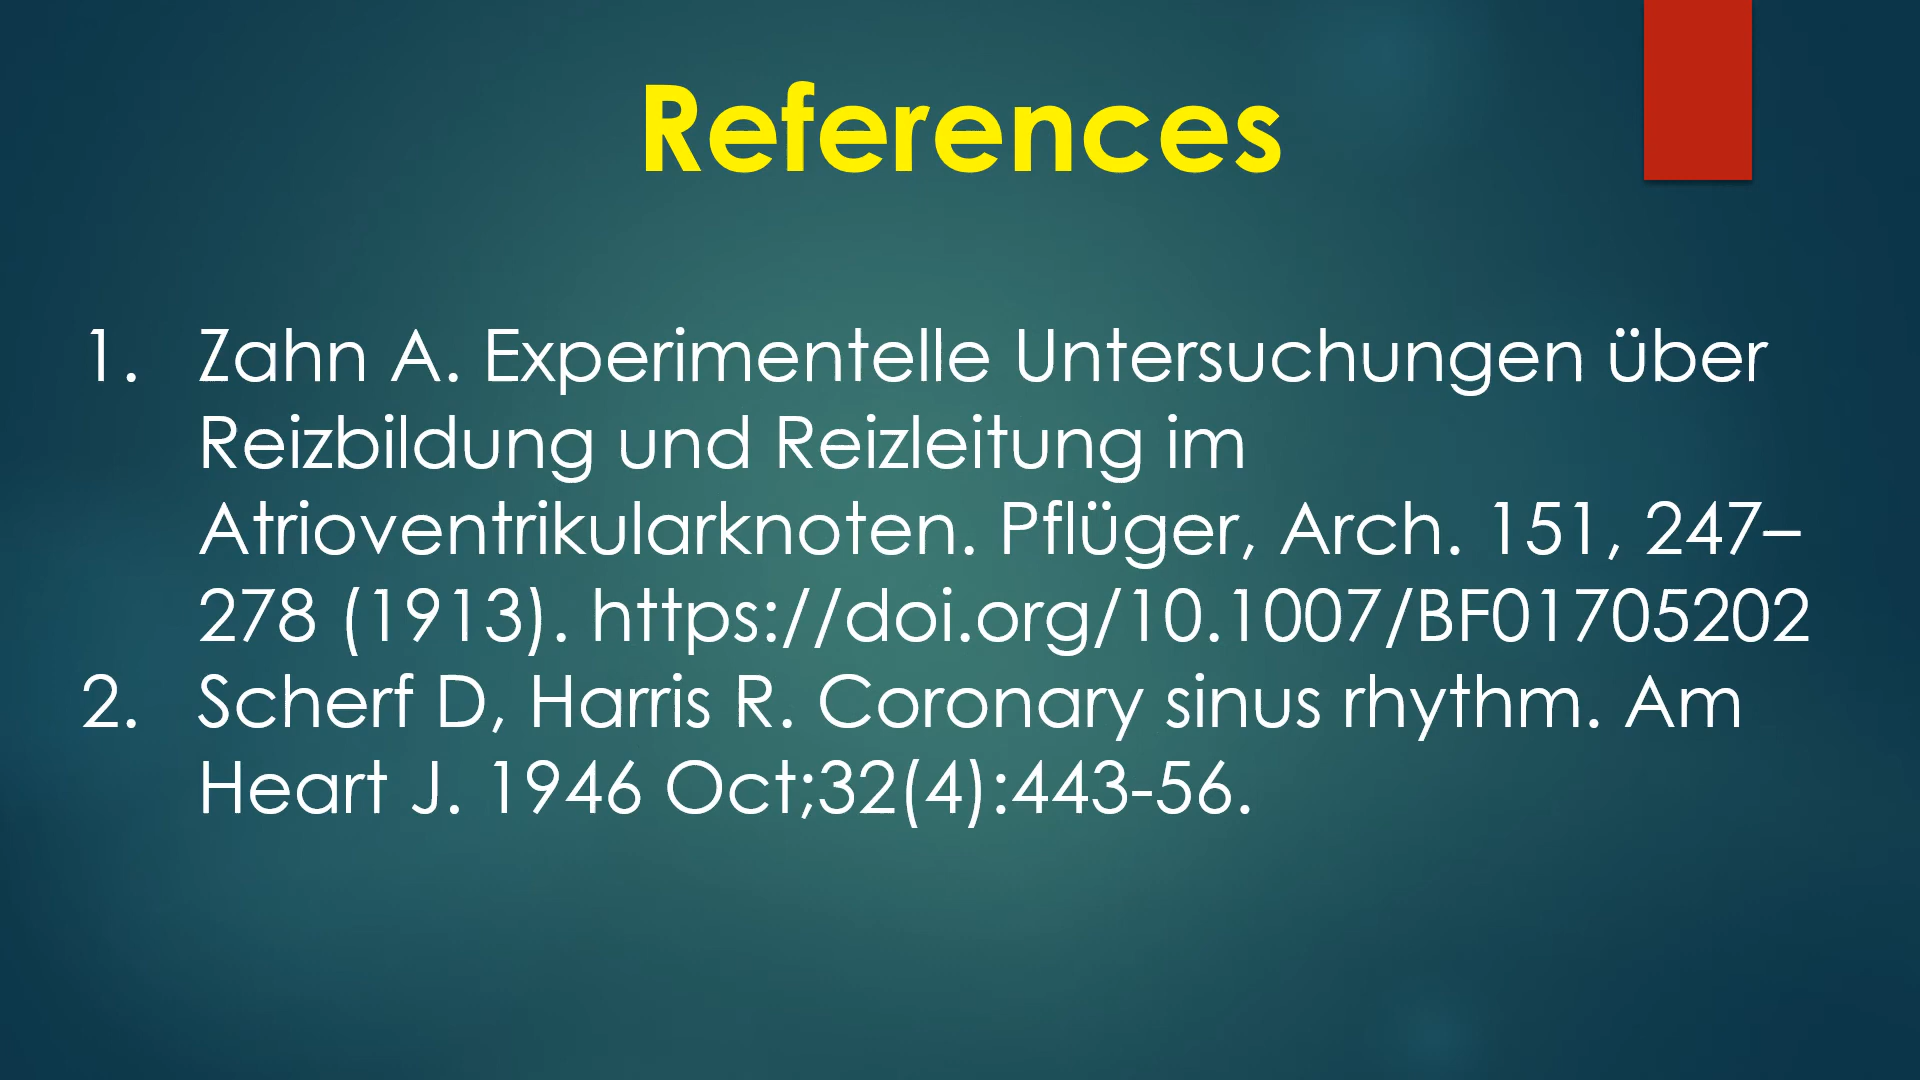 References
1. Zahn A. Experimentelle Untersuchungen über
Reizbildung und Reizleitung im
Atrioventrikularknoten. Pflüger, Arch. 151, 247–
278 (1913). https://doi.org/10.1007/BF01705202
2. Scherf D, Harris R. Coronary sinus rhythm. Am
Heart J. 1946 Oct;32(4):443-56.